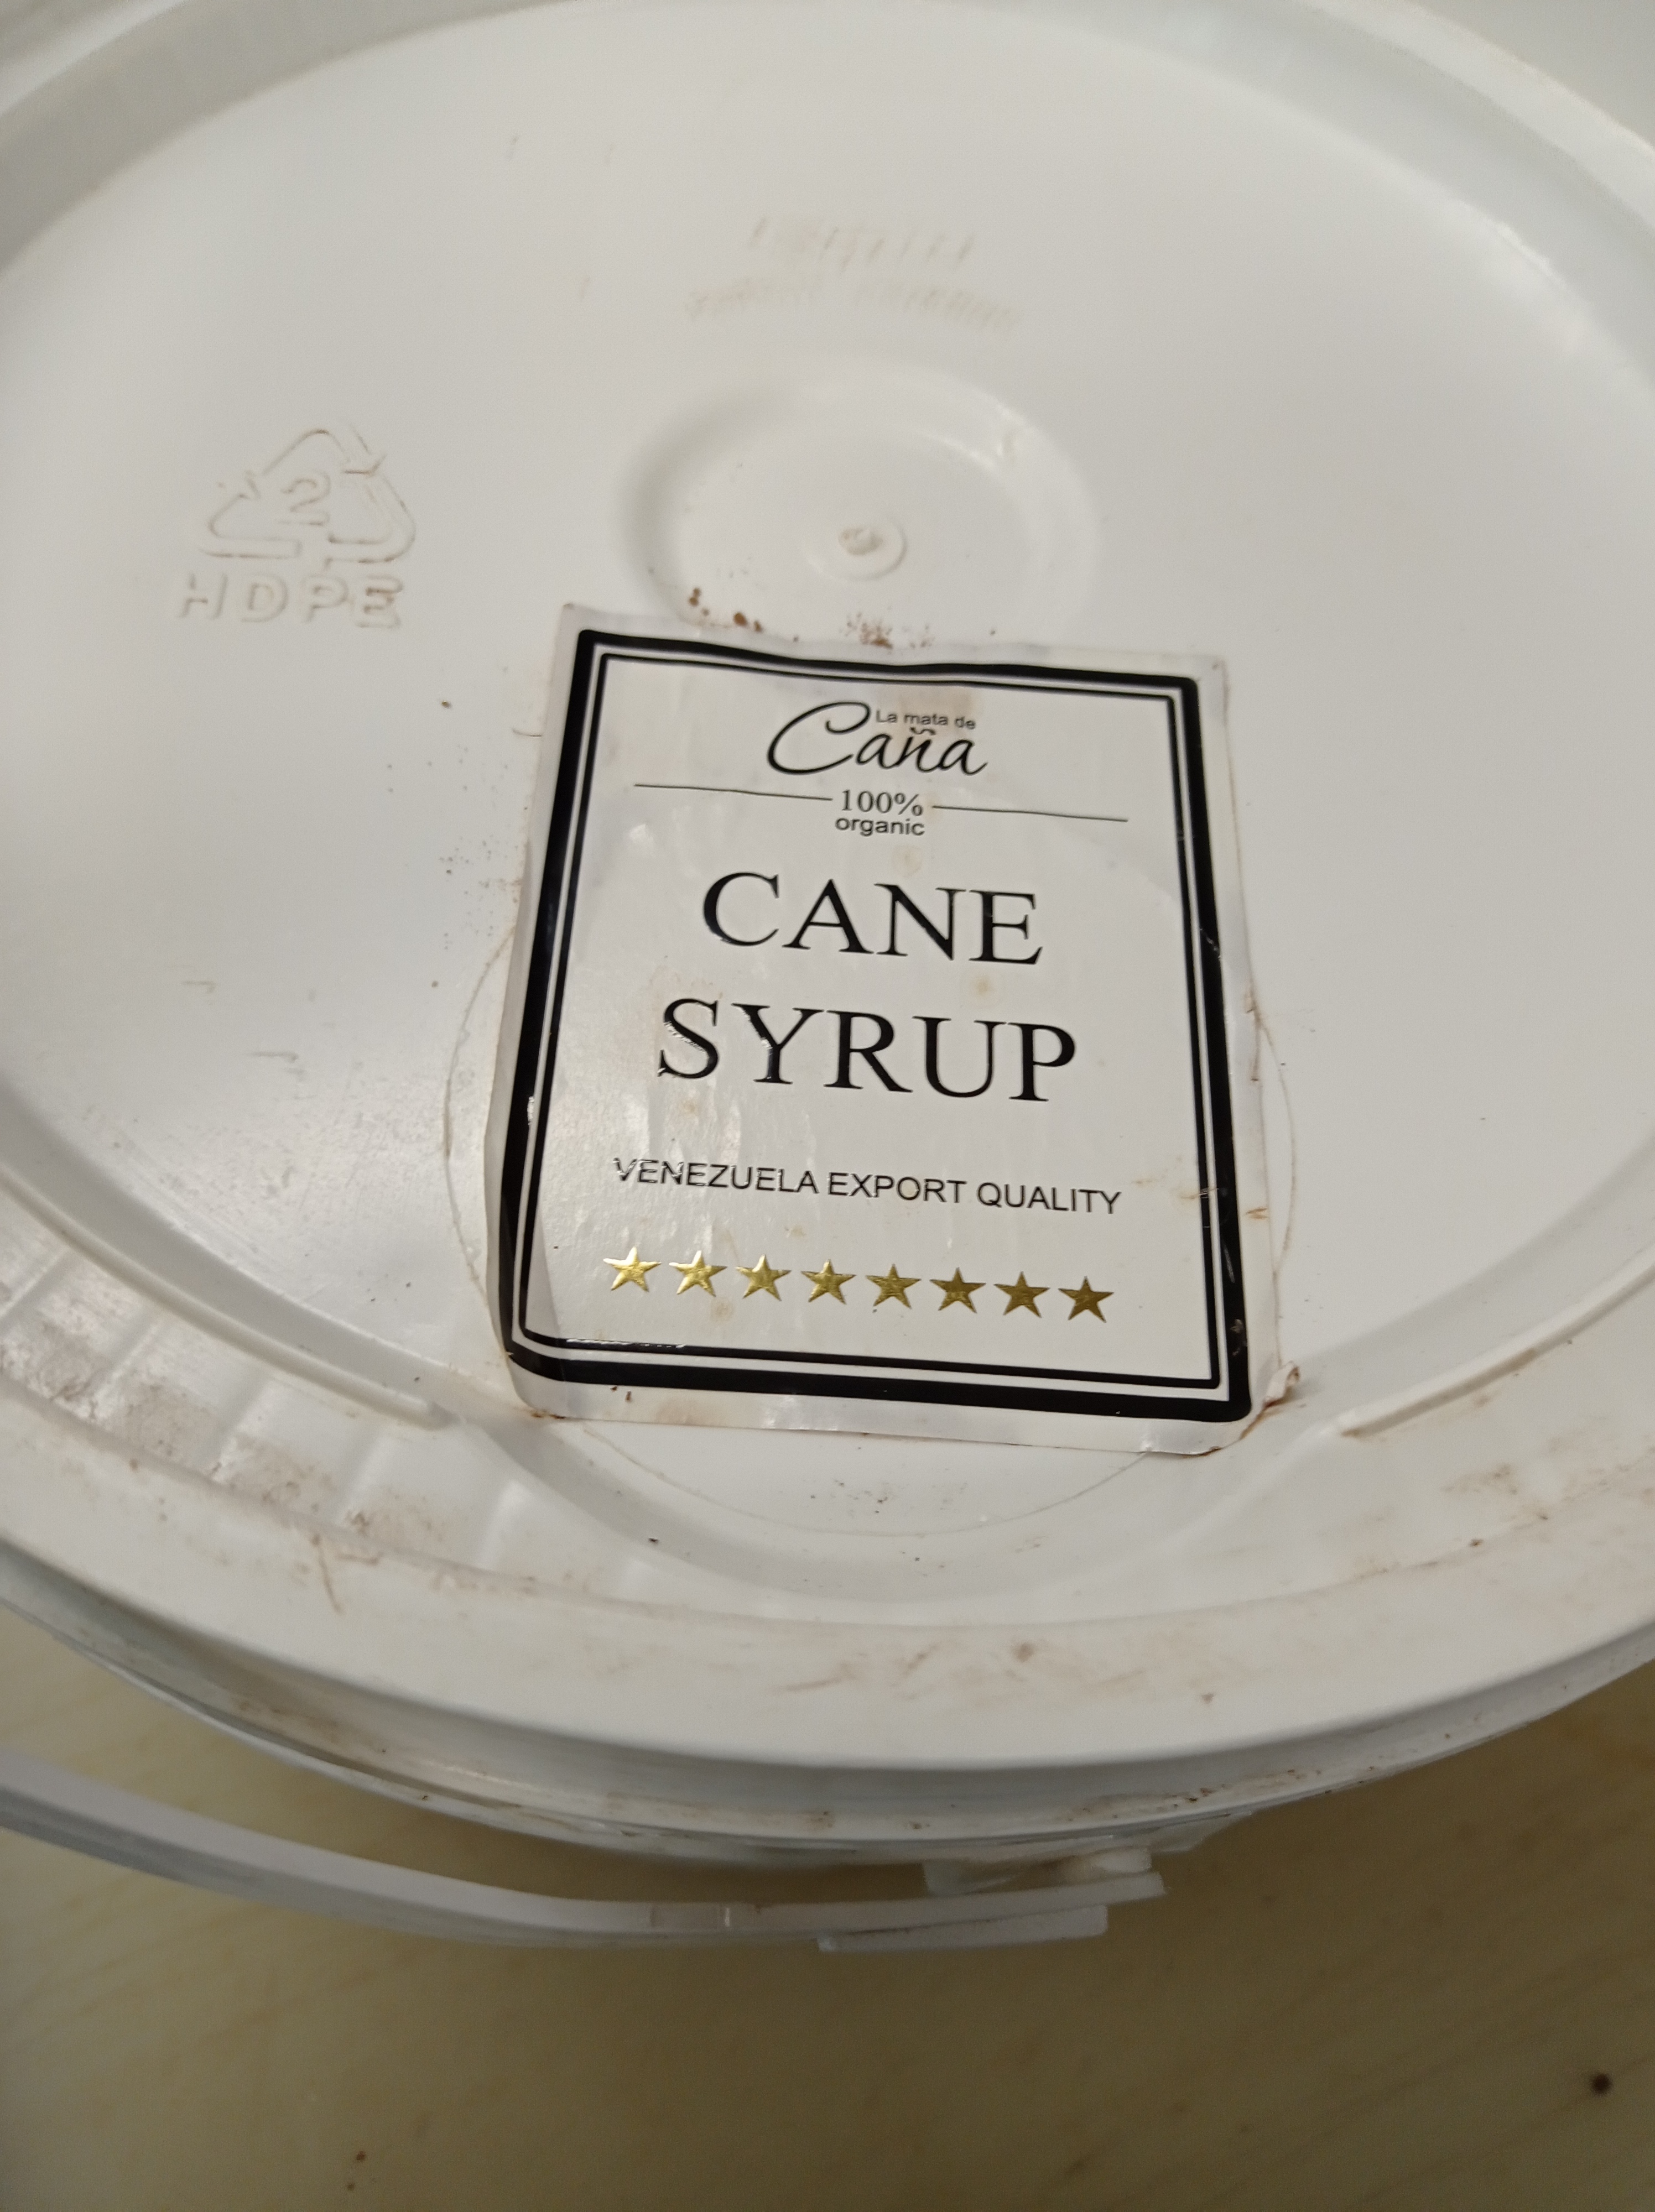 2
HDPE
La mata de
Caña
100%
organic
CANE
SYRUP
VENEZUELA EXPORT QUALITY